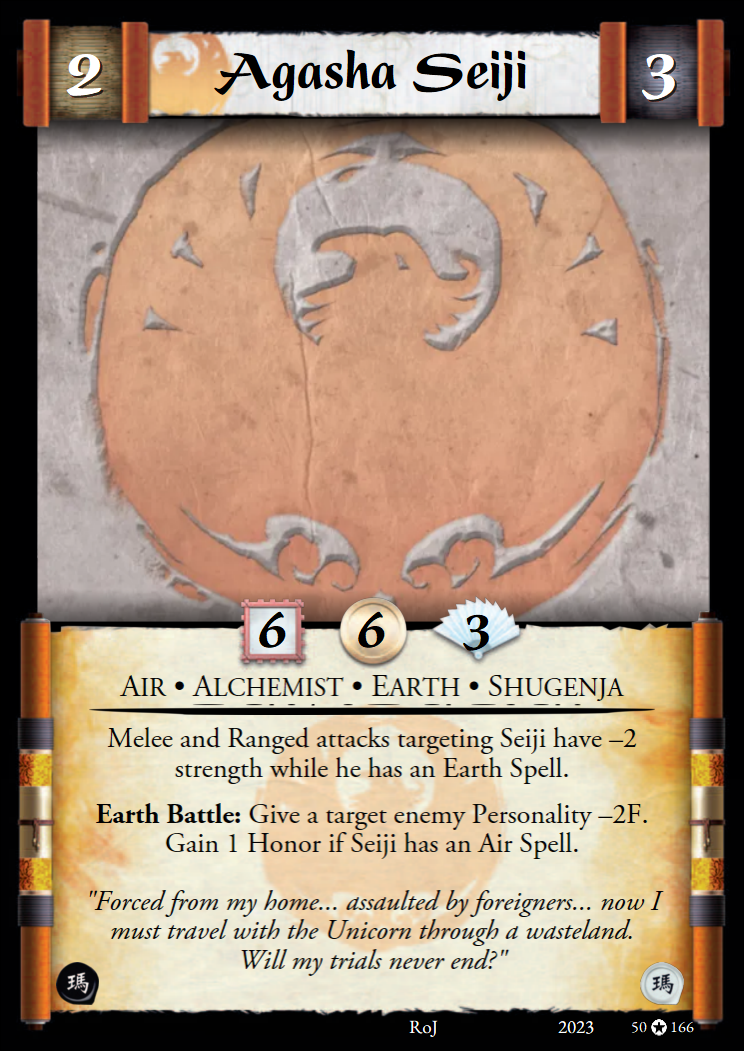 2
Agasha Seiji
3
6
6
3
AIR • ALCHEMIST • EARTH • SHUGENJA
Melee and Ranged attacks targeting Seiji have –2
strength while he has an Earth Spell.
Earth Battle: Give a target enemy Personality –2F.
Gain 1 Honor if Seiji has an Air Spell.
"Forced from my home... assaulted by foreigners... now I
must travel with the Unicorn through a wasteland.
Will my trials never end?"
瑪
瑪
RoJ
2023
50 ✪ 166